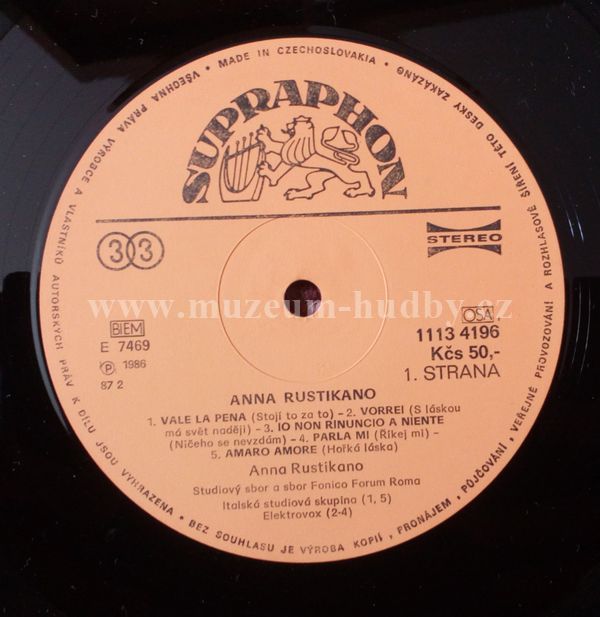 VŠECHNA PRÁVA VÝROBCE A VLASTNÍKŮ AUTORSKÝCH PRÁV K DÍLU JSOU VYHRAZENA • BEZ SOUHLASU JE VÝROBA KOPIÍ, PRONÁJEM, PŮJČOVÁNÍ, VEŘEJNÉ PROVOZOVÁNÍ A ROZHLASOVÉ ŠÍŘENÍ TÉTO DESKY ZAKÁZÁNO
• MADE IN CZECHOSLOVAKIA •
SUPRAPHON
33
STEREO
www.muzeum-hudby.cz
BIEM
OSA
E 7469
1113 4196
℗ 1986
Kčs 50,-
87 2
1. STRANA
ANNA RUSTIKANO
1. VALE LA PENA (Stojí to za to) – 2. VORREI (S láskou
má svět naději) – 3. IO NON RINUNCIO A NIENTE
(Ničeho se nevzdám) – 4. PARLA MI (Říkej mi) –
5. AMARO AMORE (Hořká láska)
Anna Rustikano
Studiový sbor a sbor Fonico Forum Roma
Italská studiová skupina (1, 5)
Elektrovox (2-4)